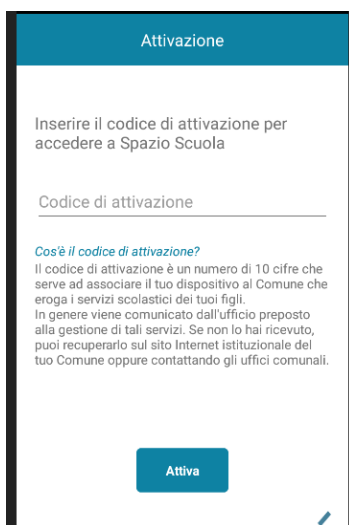 Attivazione
Inserire il codice di attivazione per
accedere a Spazio Scuola
Codice di attivazione
Cos'è il codice di attivazione?
Il codice di attivazione è un numero di 10 cifre che
serve ad associare il tuo dispositivo al Comune che
eroga i servizi scolastici dei tuoi figli.
In genere viene comunicato dall'ufficio preposto
alla gestione di tali servizi. Se non lo hai ricevuto,
puoi recuperarlo sul sito Internet istituzionale del
tuo Comune oppure contattando gli uffici comunali.
Attiva